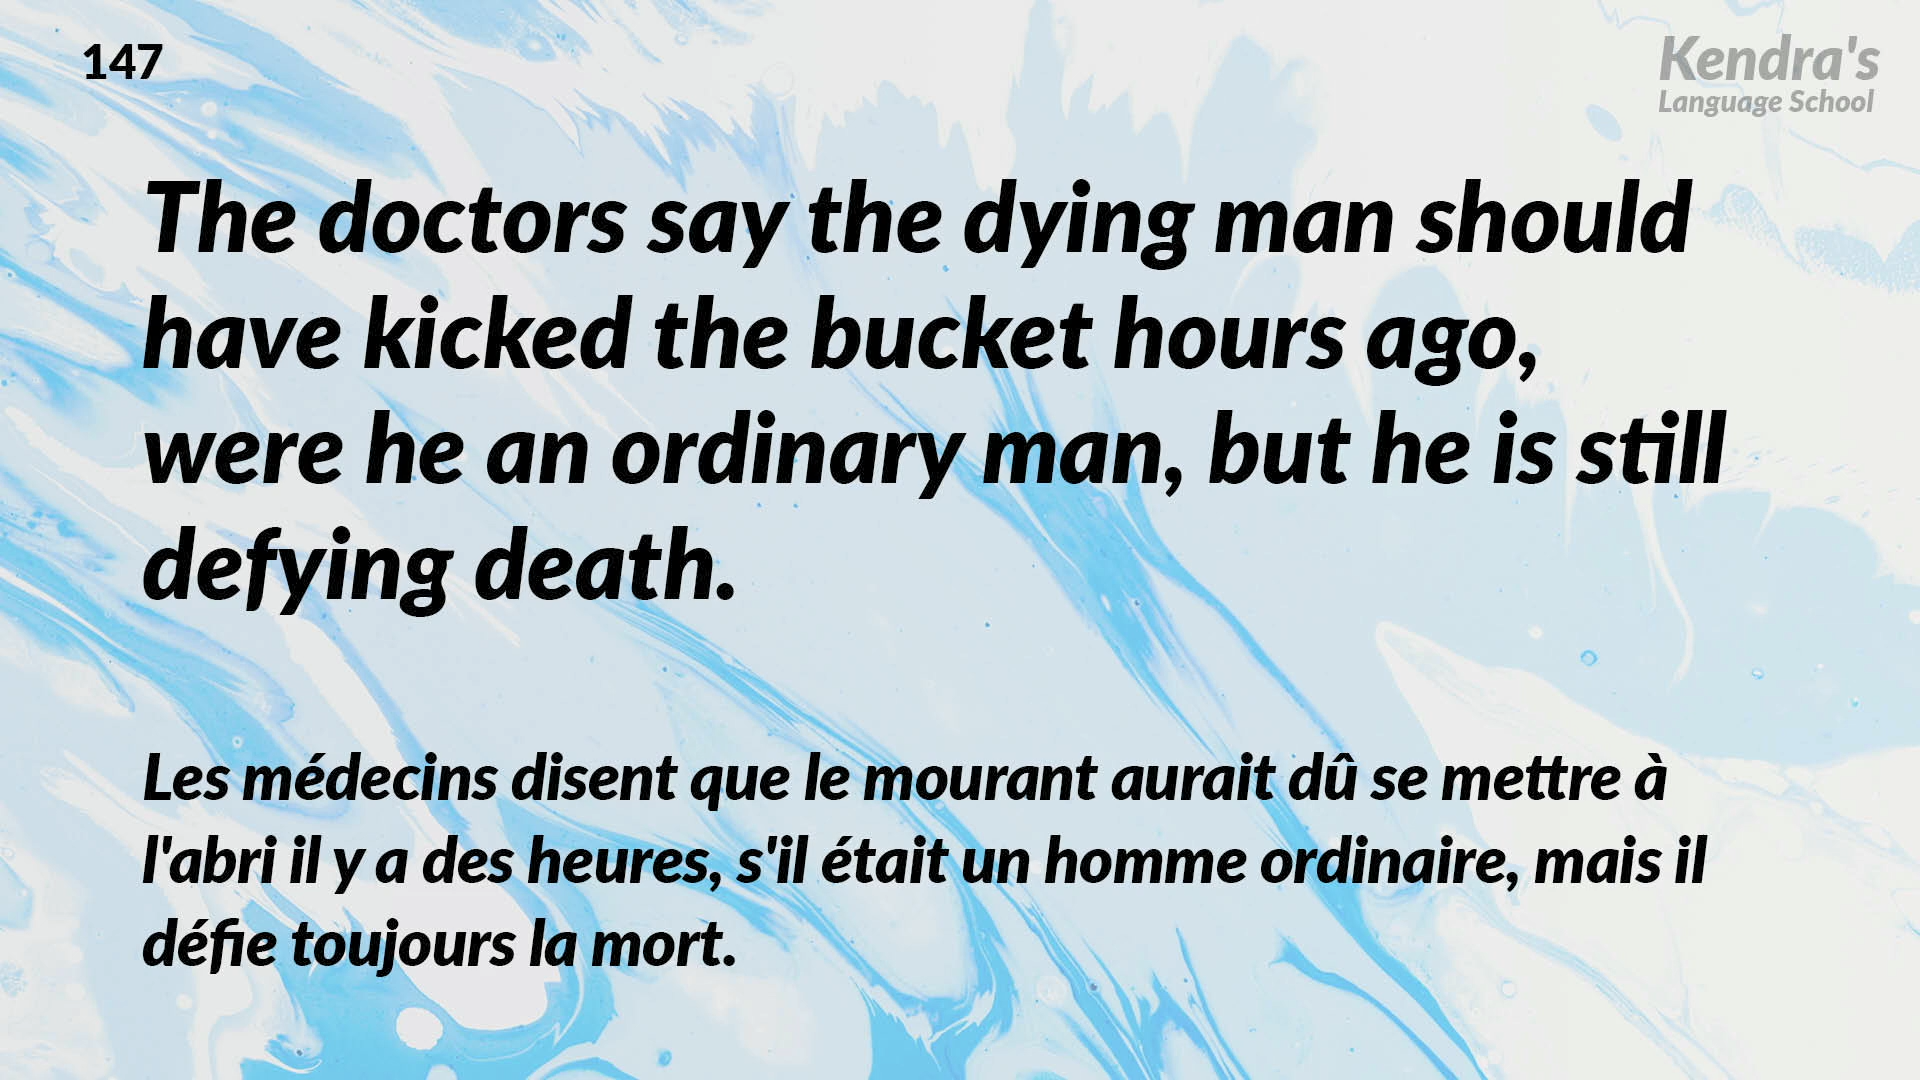 147
Kendra's
Language School
The doctors say the dying man should
have kicked the bucket hours ago,
were he an ordinary man, but he is still
defying death.
Les médecins disent que le mourant aurait dû se mettre à
l'abri il y a des heures, s'il était un homme ordinaire, mais il
défie toujours la mort.